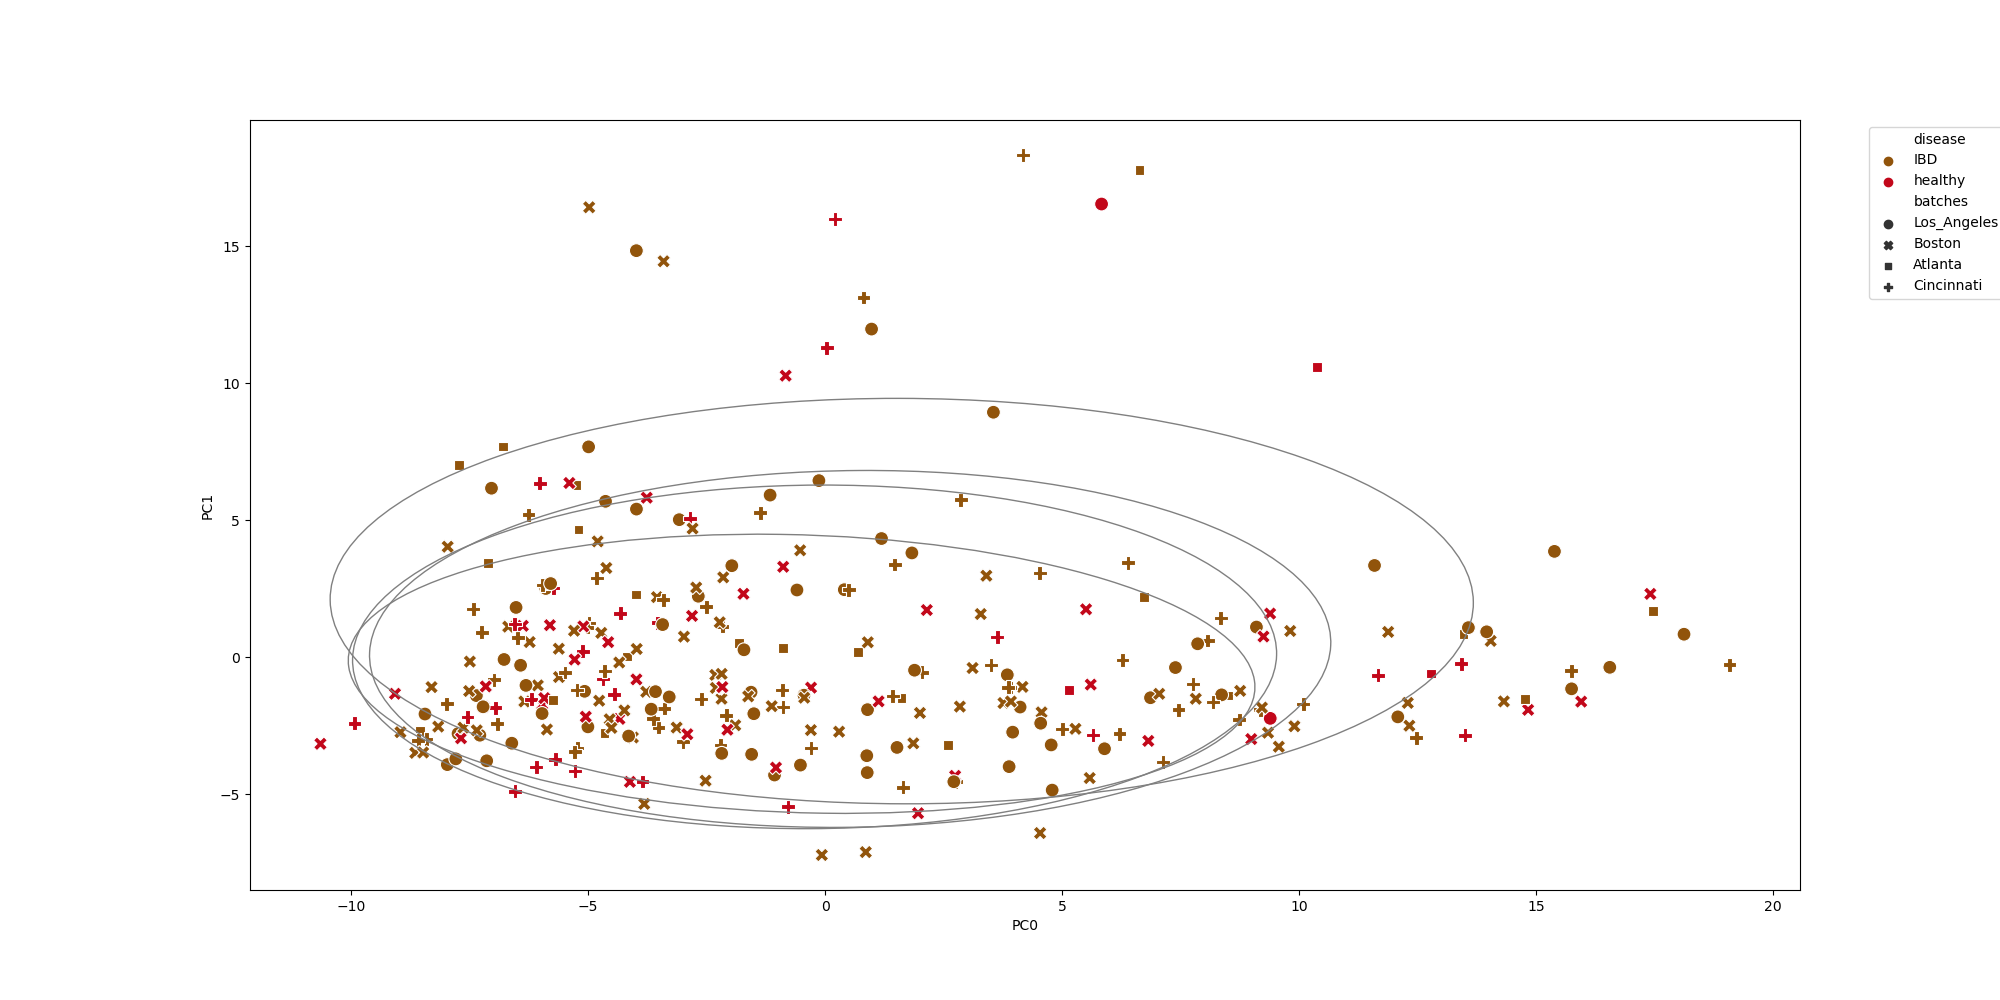 disease
IBD
healthy
batches
Los_Angeles
Boston
Atlanta
Cincinnati
15
10
5
0
−5
PC1
−10
−5
0
5
10
15
20
PC0